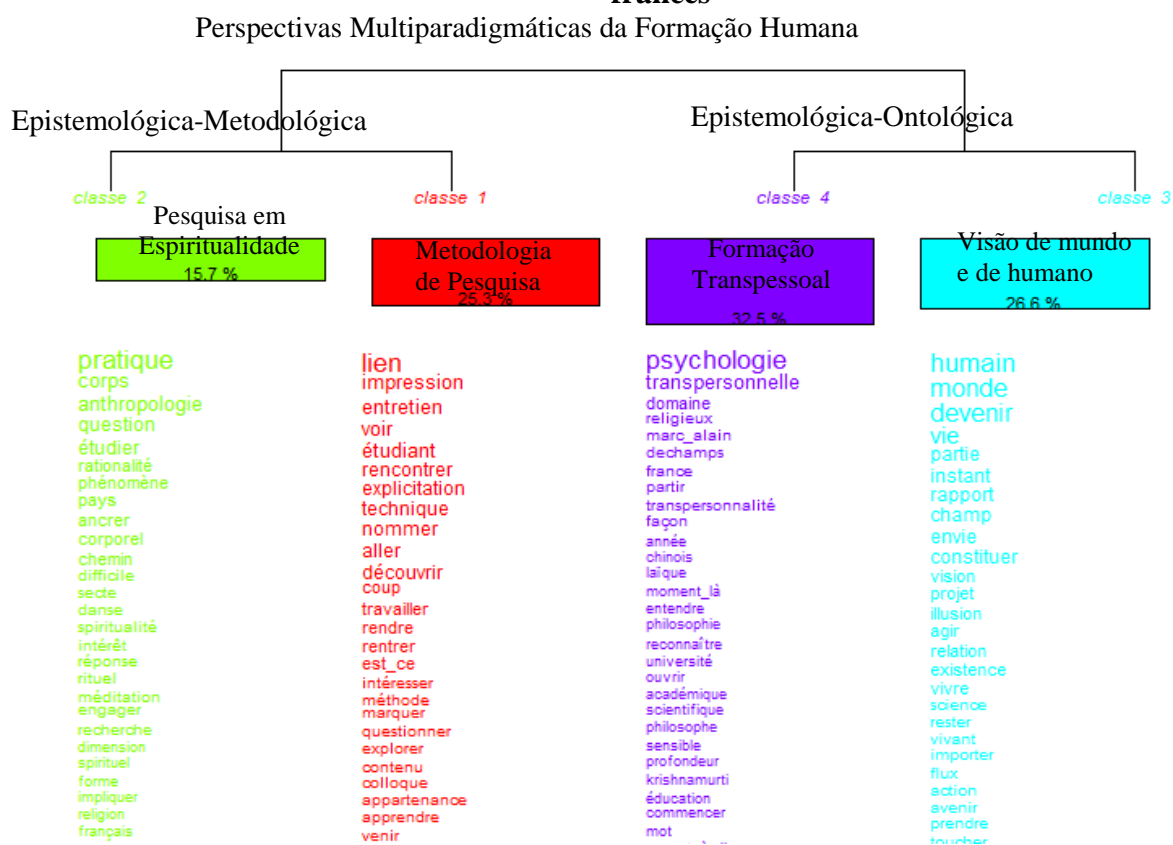 francês
Perspectivas Multiparadigmáticas da Formação Humana
Epistemológica-Metodológica
Epistemológica-Ontológica
classe 2
classe 1
classe 4
classe 3
Pesquisa em
Espiritualidade
15.7 %
Metodologia
de Pesquisa
25.3 %
Formação
Transpessoal
32.5 %
Visão de mundo
e de humano
26.6 %
pratique
corps
anthropologie
question
étudier
rationalité
phénomène
pays
ancrer
corporel
chemin
difficile
secte
danse
spiritualité
intérêt
réponse
rituel
méditation
engager
recherche
dimension
spirituel
forme
impliquer
religion
français
lien
impression
entretien
voir
étudiant
rencontrer
explicitation
technique
nommer
aller
découvrir
coup
travailler
rendre
rentrer
est_ce
intéresser
méthode
marquer
questionner
explorer
contenu
colloque
appartenance
apprendre
venir
psychologie
transpersonnelle
domaine
religieux
marc_alain
dechamps
france
partir
transpersonnalité
façon
année
chinois
laïque
moment_là
entendre
philosophie
reconnaître
université
ouvrir
académique
scientifique
philosophe
sensible
profondeur
krishnamurti
éducation
commencer
mot
humain
monde
devenir
vie
partie
instant
rapport
champ
envie
constituer
vision
projet
illusion
agir
relation
existence
vivre
science
rester
vivant
importer
flux
action
avenir
prendre
toucher